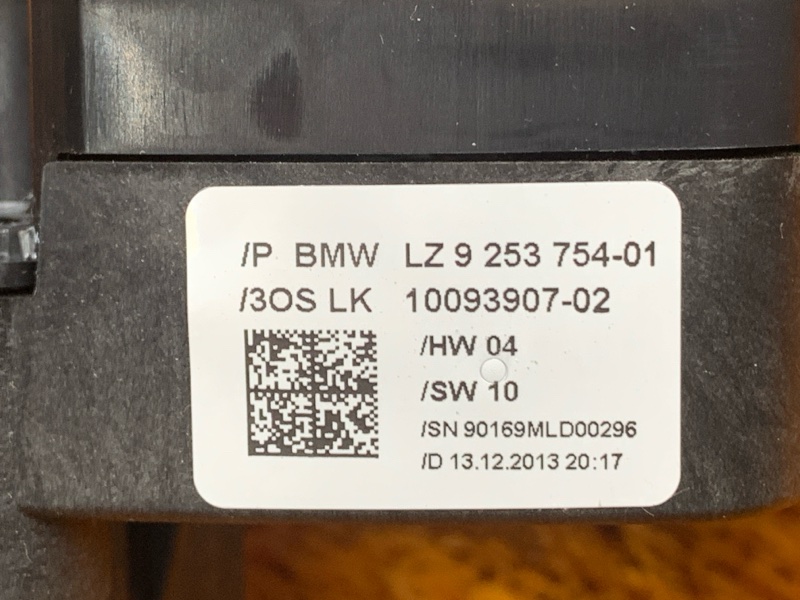 /P BMW LZ 9 253 754-01
/3OS LK 10093907-02
/HW 04
/SW 10
/SN 90169MLD00296
/D 13.12.2013 20:17